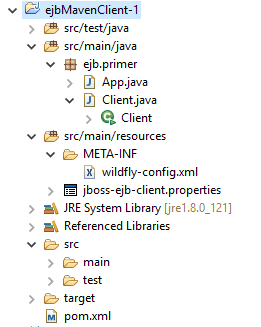 ejbMavenClient-1
src/test/java
src/main/java
ejb.primer
App.java
Client.java
Client
src/main/resources
META-INF
wildfly-config.xml
jboss-ejb-client.properties
JRE System Library [jre1.8.0_121]
Referenced Libraries
src
main
test
target
pom.xml